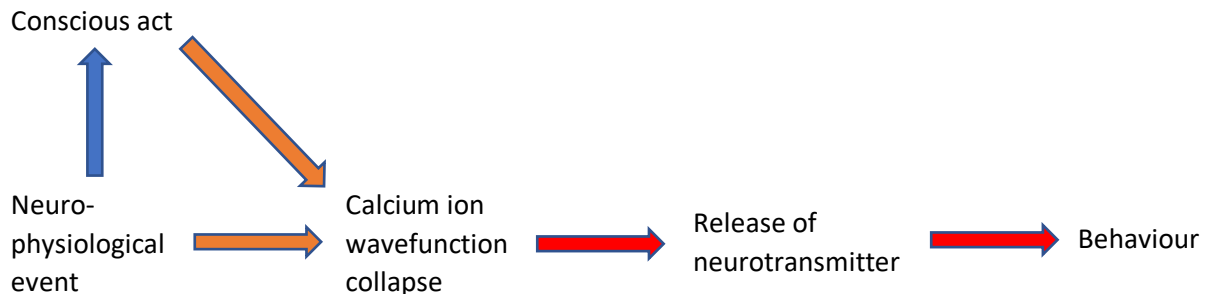 Conscious act
Neuro-
physiological
event
Calcium ion
wavefunction
collapse
Release of
neurotransmitter
Behaviour